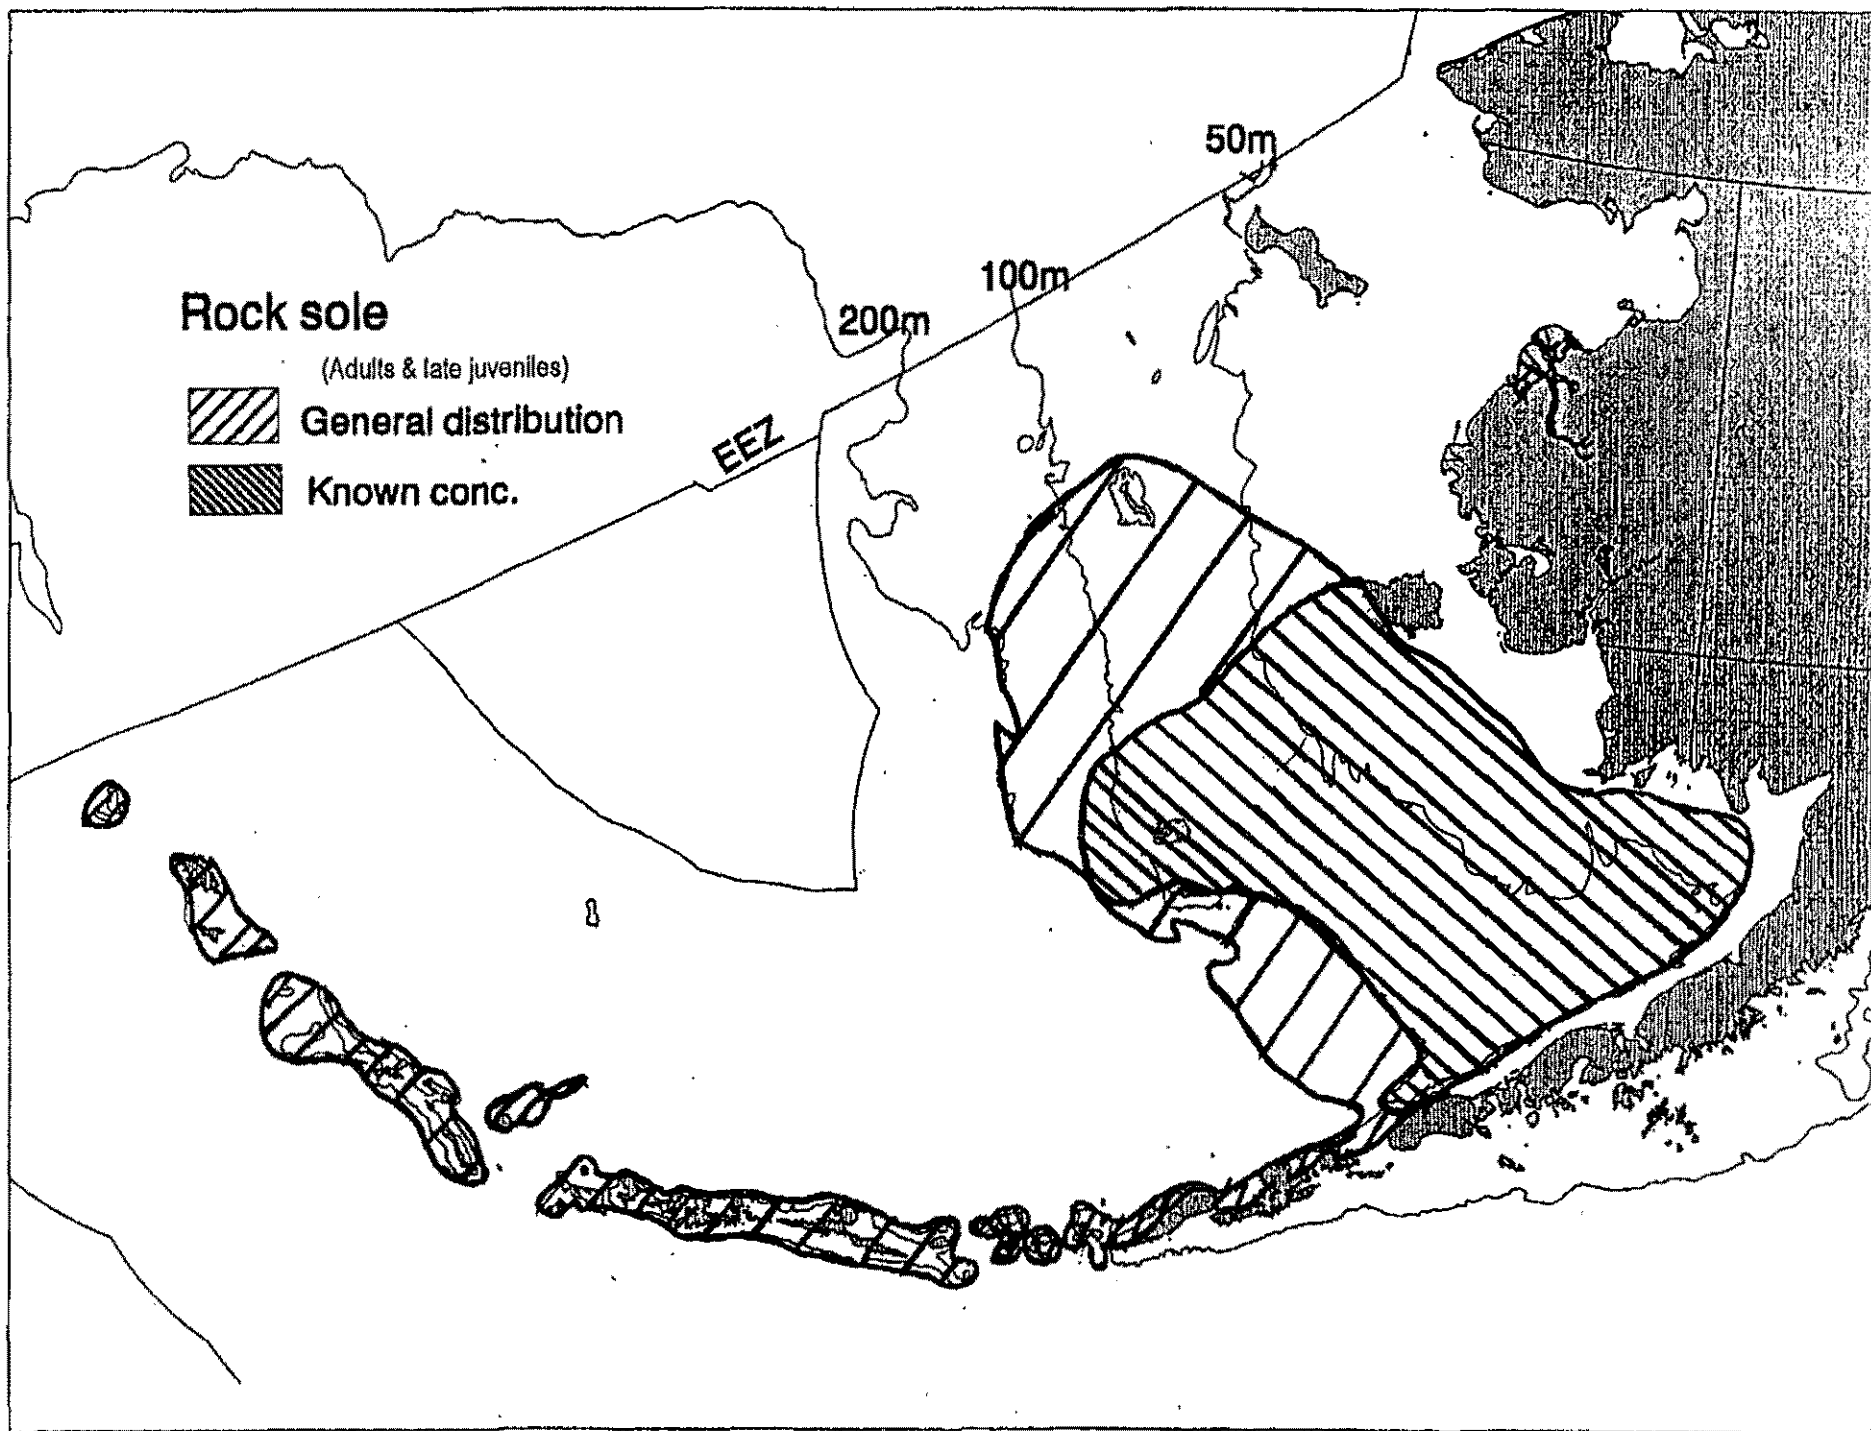 50m
100m
200m
Rock sole
(Adults & late juveniles)
General distribution
EEZ
Known conc.